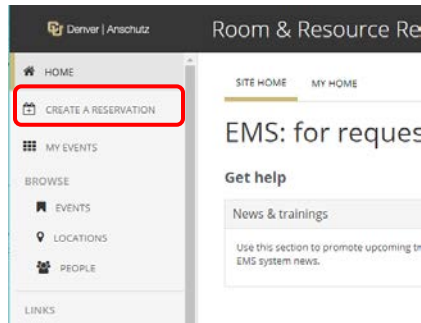 Denver | Anschutz
Room & Resource Re
HOME
CREATE A RESERVATION
MY EVENTS
BROWSE
EVENTS
LOCATIONS
PEOPLE
LINKS
SITE HOME MY HOME
EMS: for reques
Get help
News & trainings
Use this section to promote upcoming tr
EMS system news.